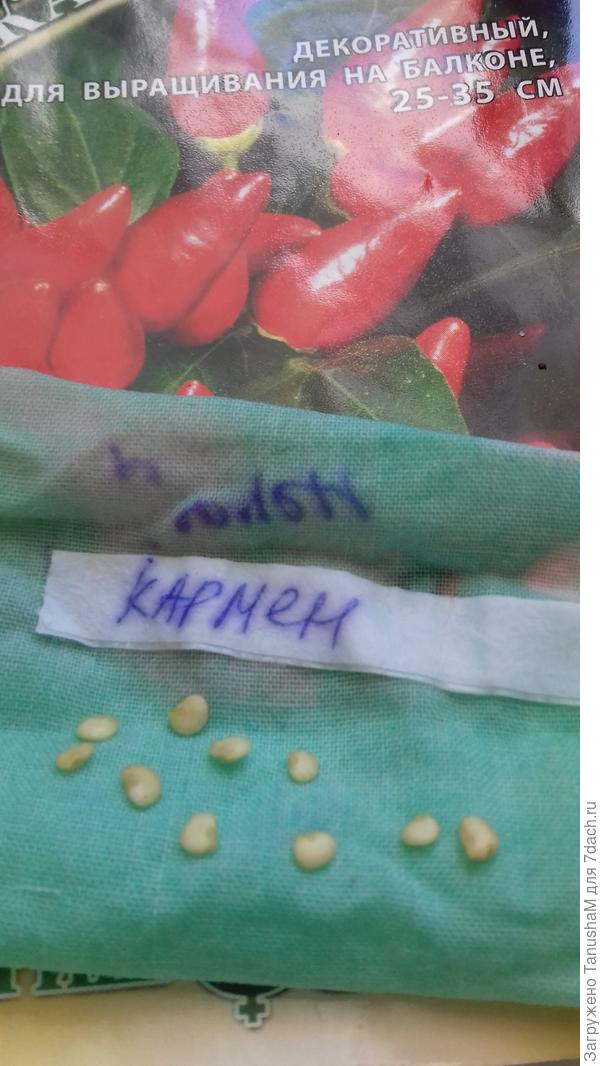 ДЕКОРАТИВНЫЙ,
ДЛЯ ВЫРАЩИВАНИЯ НА БАЛКОНЕ,
25-35 СМ
КАРМеН
Загружено TanushaM для 7dach.ru